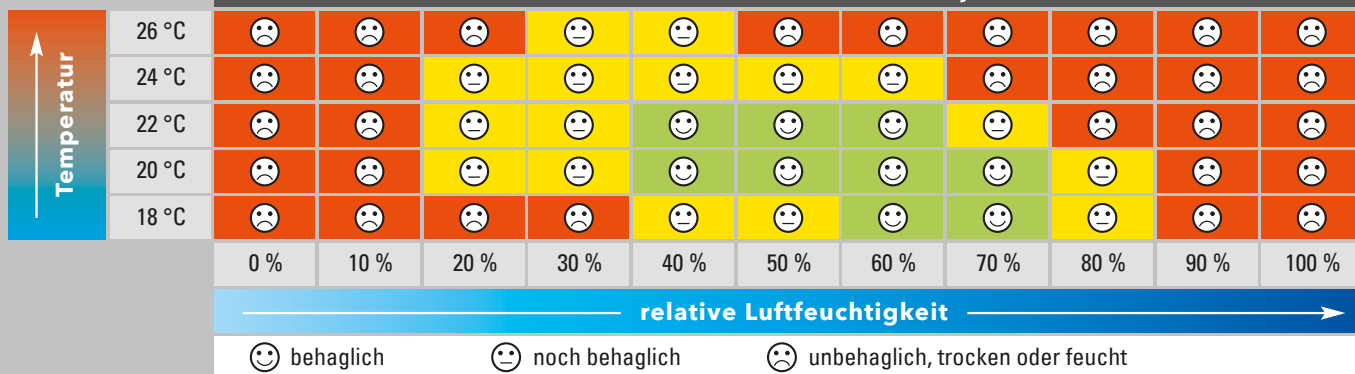 Temperatur
26 °C
24 °C
22 °C
20 °C
18 °C
0 % 10 % 20 % 30 % 40 % 50 % 60 % 70 % 80 % 90 % 100 %
relative Luftfeuchtigkeit
behaglich noch behaglich unbehaglich, trocken oder feucht